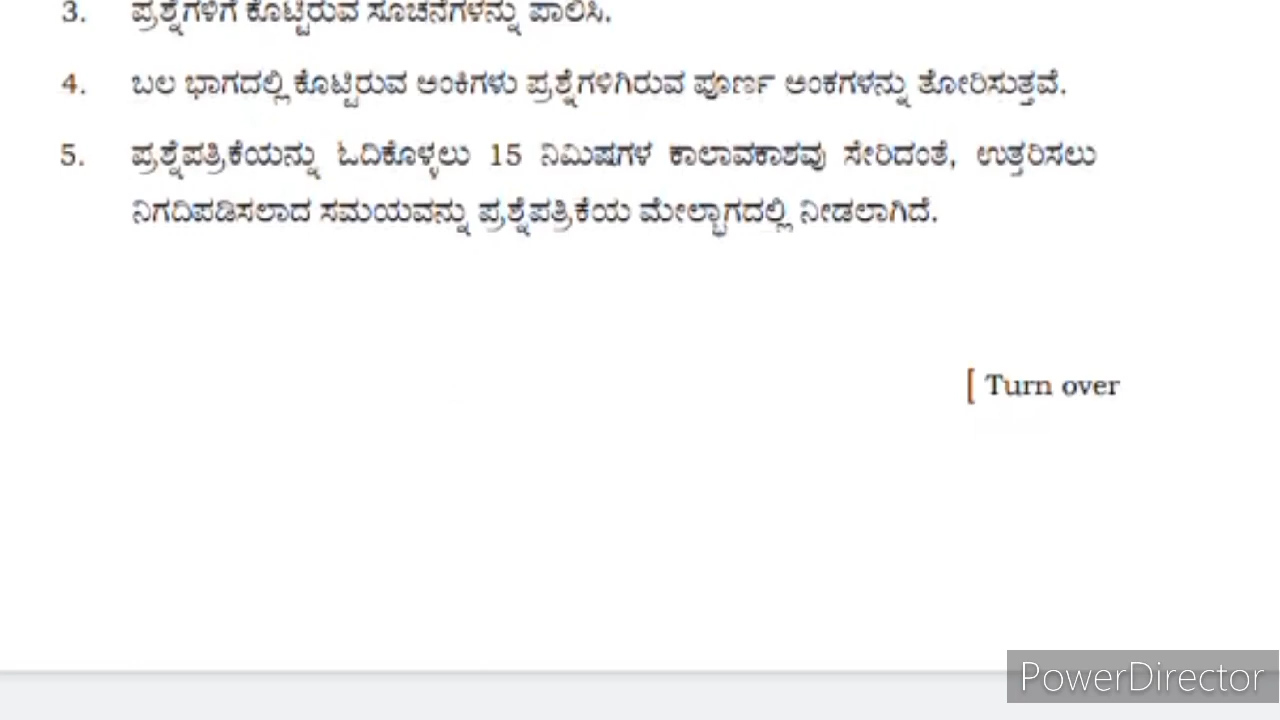 3. ಪ್ರಶ್ನೆಗಳಿಗೆ ಕೊಟ್ಟಿರುವ ಸೂಚನೆಗಳನ್ನು ಪಾಲಿಸಿ.
4. ಬಲ ಭಾಗದಲ್ಲಿ ಕೊಟ್ಟಿರುವ ಅಂಕಿಗಳು ಪ್ರಶ್ನೆಗಳಿಗಿರುವ ಪೂರ್ಣ ಅಂಕಗಳನ್ನು ತೋರಿಸುತ್ತವೆ.
5. ಪ್ರಶ್ನೆಪತ್ರಿಕೆಯನ್ನು ಓದಿಕೊಳ್ಳಲು 15 ನಿಮಿಷಗಳ ಕಾಲಾವಕಾಶವು ಸೇರಿದಂತೆ, ಉತ್ತರಿಸಲು
ನಿಗದಿಪಡಿಸಲಾದ ಸಮಯವನ್ನು ಪ್ರಶ್ನೆಪತ್ರಿಕೆಯ ಮೇಲ್ಭಾಗದಲ್ಲಿ ನೀಡಲಾಗಿದೆ.
[ Turn over
PowerDirector